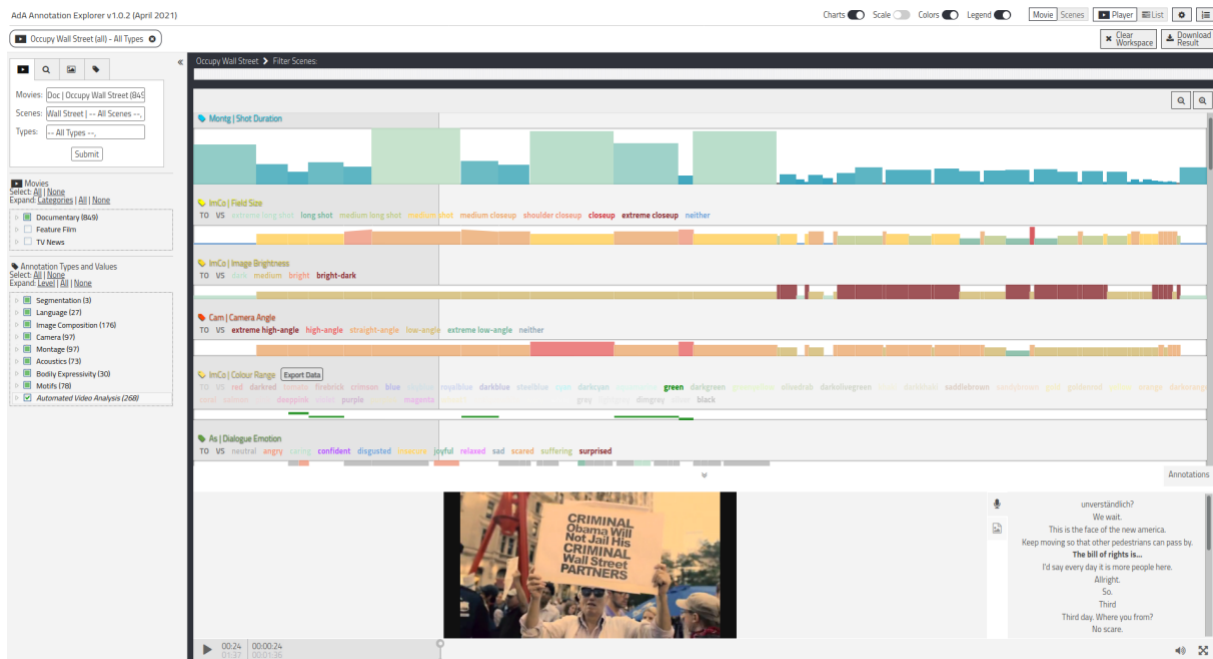 AdA Annotation Explorer v1.0.2 (April 2021)
Charts Scale Colors Legend Movie Scenes Player List
Occupy Wall Street (all) - All Types
Clear Workspace
Download Result
Occupy Wall Street Filter Scenes:
Movies: Doc | Occupy Wall Street (849
Scenes: Wall Street | -- All Scenes --,
Types: -- All Types --,
Submit
Movies
Select: All | None
Expand: Categories | All | None
Documentary (849)
Feature Film
TV News
Annotation Types and Values
Select: All | None
Expand: Level | All | None
Segmentation (3)
Language (27)
Image Composition (176)
Camera (97)
Montage (97)
Acoustics (73)
Bodily Expressivity (30)
Motifs (78)
Automated Video Analysis (268)
Montg | Shot Duration
ImCo | Field Size
TO VS extreme long shot long shot medium long shot medium shot medium closeup shoulder closeup closeup extreme closeup neither
ImCo | Image Brightness
TO VS dark medium bright bright-dark
Cam | Camera Angle
TO VS extreme high-angle high-angle straight-angle low-angle extreme low-angle neither
ImCo | Colour Range Export Data
TO VS red darkred tomato firebrick crimson blue royalblue darkblue steelblue cyan darkcyan green darkgreen olivedrab darkolivegreen saddlebrown gold goldenrod orange darkorange
deeppink violet purple magenta grey dimgrey black
As | Dialogue Emotion
TO VS neutral angry caring confident disgusted insecure joyful relaxed sad scared suffering surprised
Annotations
CRIMINAL
Obama Will
Not Jail His
CRIMINAL
Wall Street
PARTNERS
unverständlich?
We wait.
This is the face of the new america.
Keep moving so that other pedestrians can pass by.
The bill of rights is...
I'd say every day it is more people here.
Allright.
So.
Third
Third day. Where you from?
No scare.
00:24 00:00:24
01:37 00:01:36